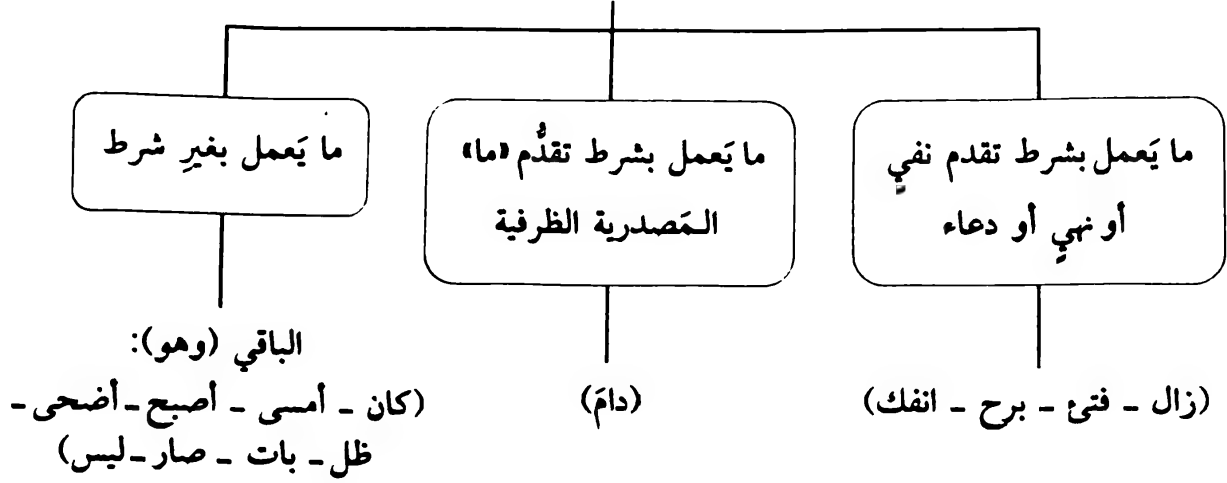 ما يَعمل بشرط تقدم نفيٍ
أو نهيٍ أو دعاء
(زال - فتئ - برح - انفك)
ما يَعمل بشرط تقدُّم «ما»
المَصدرية الظرفية
(دامَ)
ما يَعمل بغيرِ شرط
الباقي (وهو):
(كان - أمسى - أصبح - أضحى -
ظل - بات - صار - ليس)